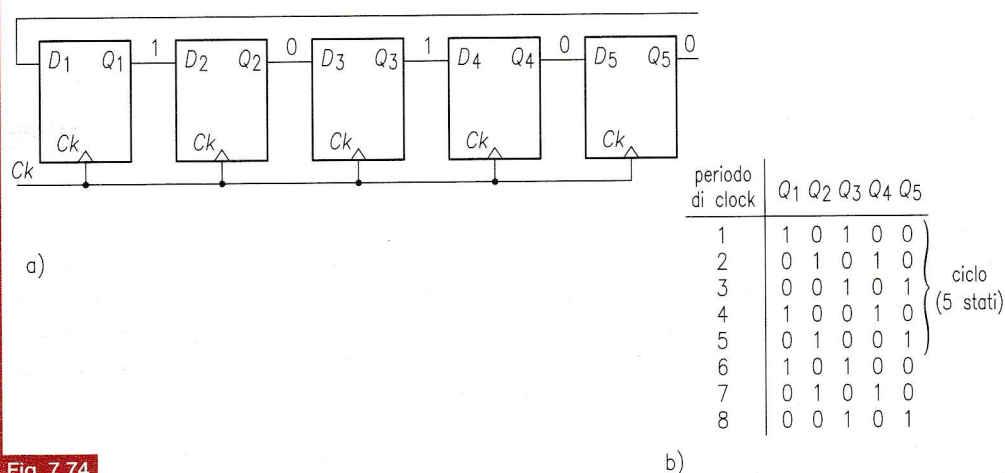 1 0 1 0 0
D1 Q1 D2 Q2 D3 Q3 D4 Q4 D5 Q5
Ck Ck Ck Ck Ck
Ck
a)
periodo di clock Q1 Q2 Q3 Q4 Q5
1 1 0 1 0 0
2 0 1 0 1 0
3 0 0 1 0 1
4 1 0 0 1 0
5 0 1 0 0 1
6 1 0 1 0 0
7 0 1 0 1 0
8 0 0 1 0 1
ciclo
(5 stati)
b)
Fig. 7.74